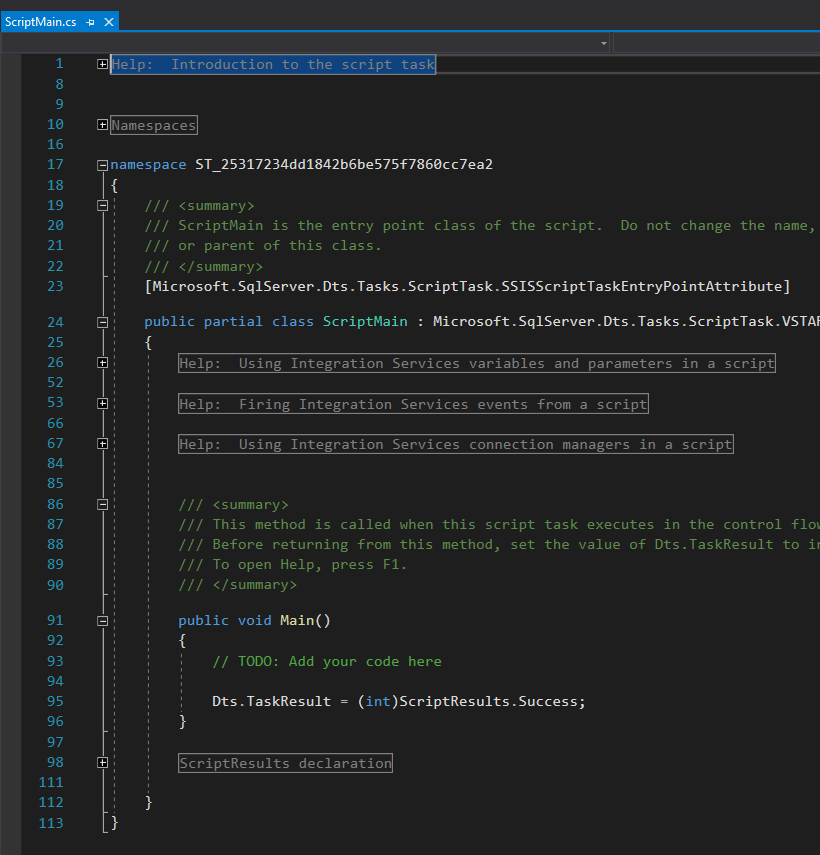 ScriptMain.cs
1 Help:  Introduction to the script task
8
9
10 Namespaces
16
17 namespace ST_25317234dd1842b6be575f7860cc7ea2
18 {
19 /// <summary>
20 /// ScriptMain is the entry point class of the script.  Do not change the name,
21 /// or parent of this class.
22 /// </summary>
23 [Microsoft.SqlServer.Dts.Tasks.ScriptTask.SSISScriptTaskEntryPointAttribute]
24 public partial class ScriptMain : Microsoft.SqlServer.Dts.Tasks.ScriptTask.VSTAR
25 {
26 Help:  Using Integration Services variables and parameters in a script
52
53 Help:  Firing Integration Services events from a script
66
67 Help:  Using Integration Services connection managers in a script
84
85
86 /// <summary>
87 /// This method is called when this script task executes in the control flow
88 /// Before returning from this method, set the value of Dts.TaskResult to in
89 /// To open Help, press F1.
90 /// </summary>
91 public void Main()
92 {
93 // TODO: Add your code here
94
95 Dts.TaskResult = (int)ScriptResults.Success;
96 }
97
98 ScriptResults declaration
111
112 }
113 }